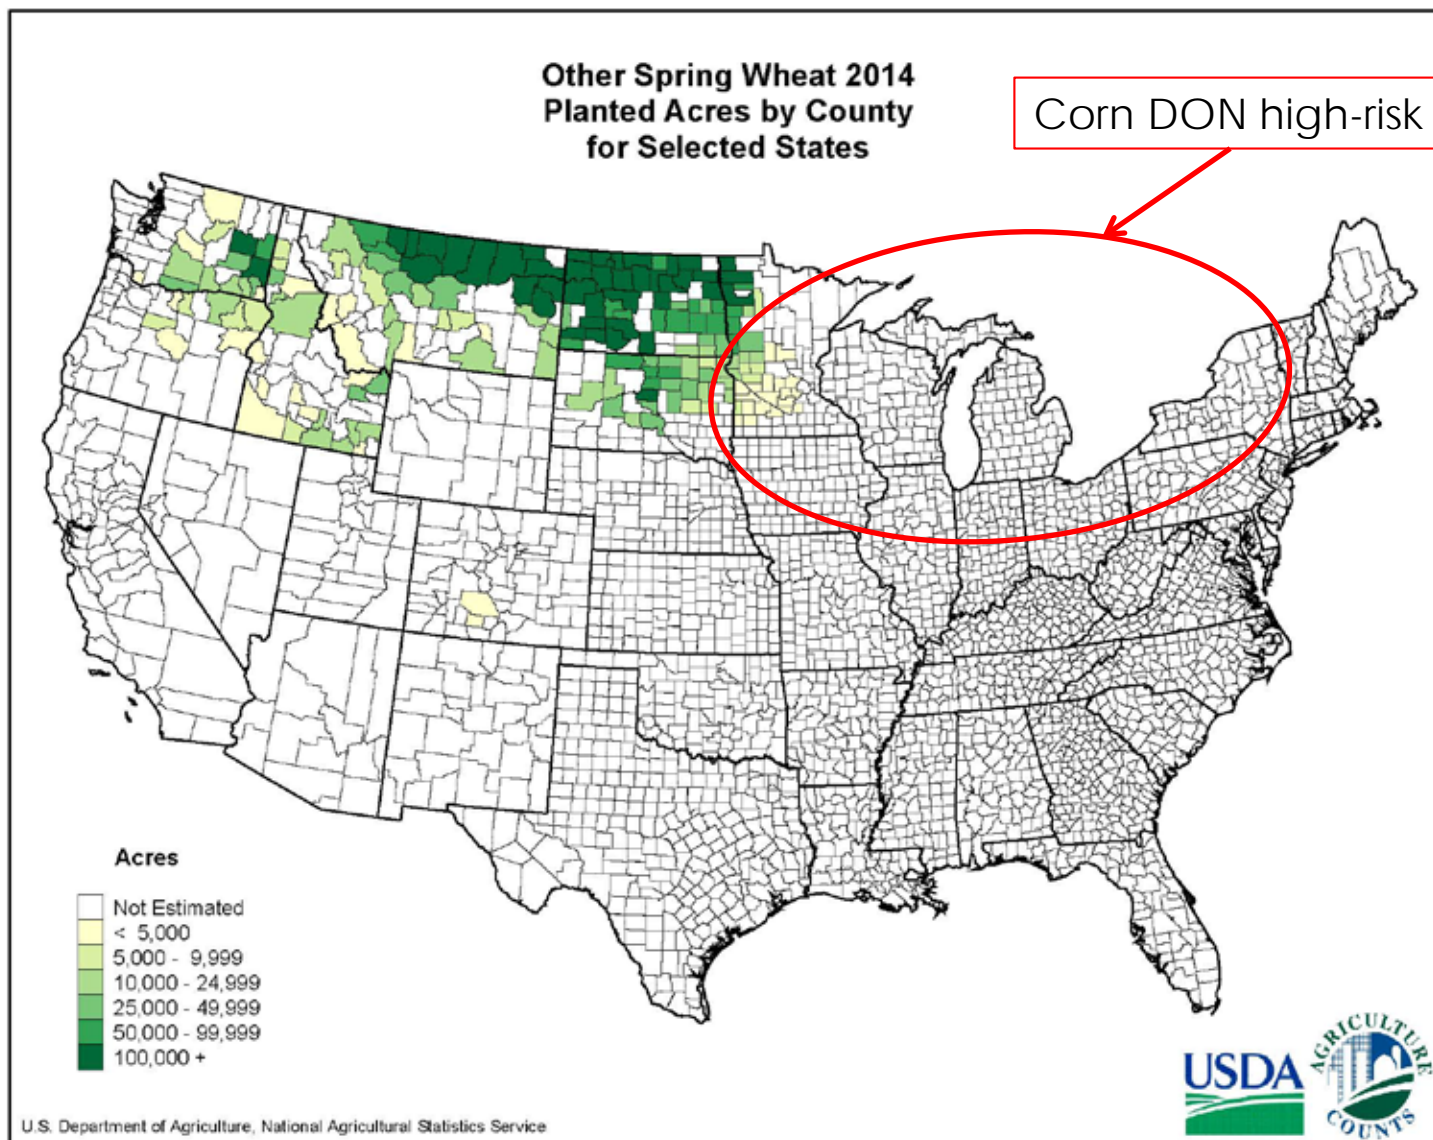 Other Spring Wheat 2014
Planted Acres by County
for Selected States
Corn DON high-risk
Acres
Not Estimated
< 5,000
5,000 - 9,999
10,000 - 24,999
25,000 - 49,999
50,000 - 99,999
100,000 +
USDA
AGRICULTURE
COUNTS
U.S. Department of Agriculture, National Agricultural Statistics Service